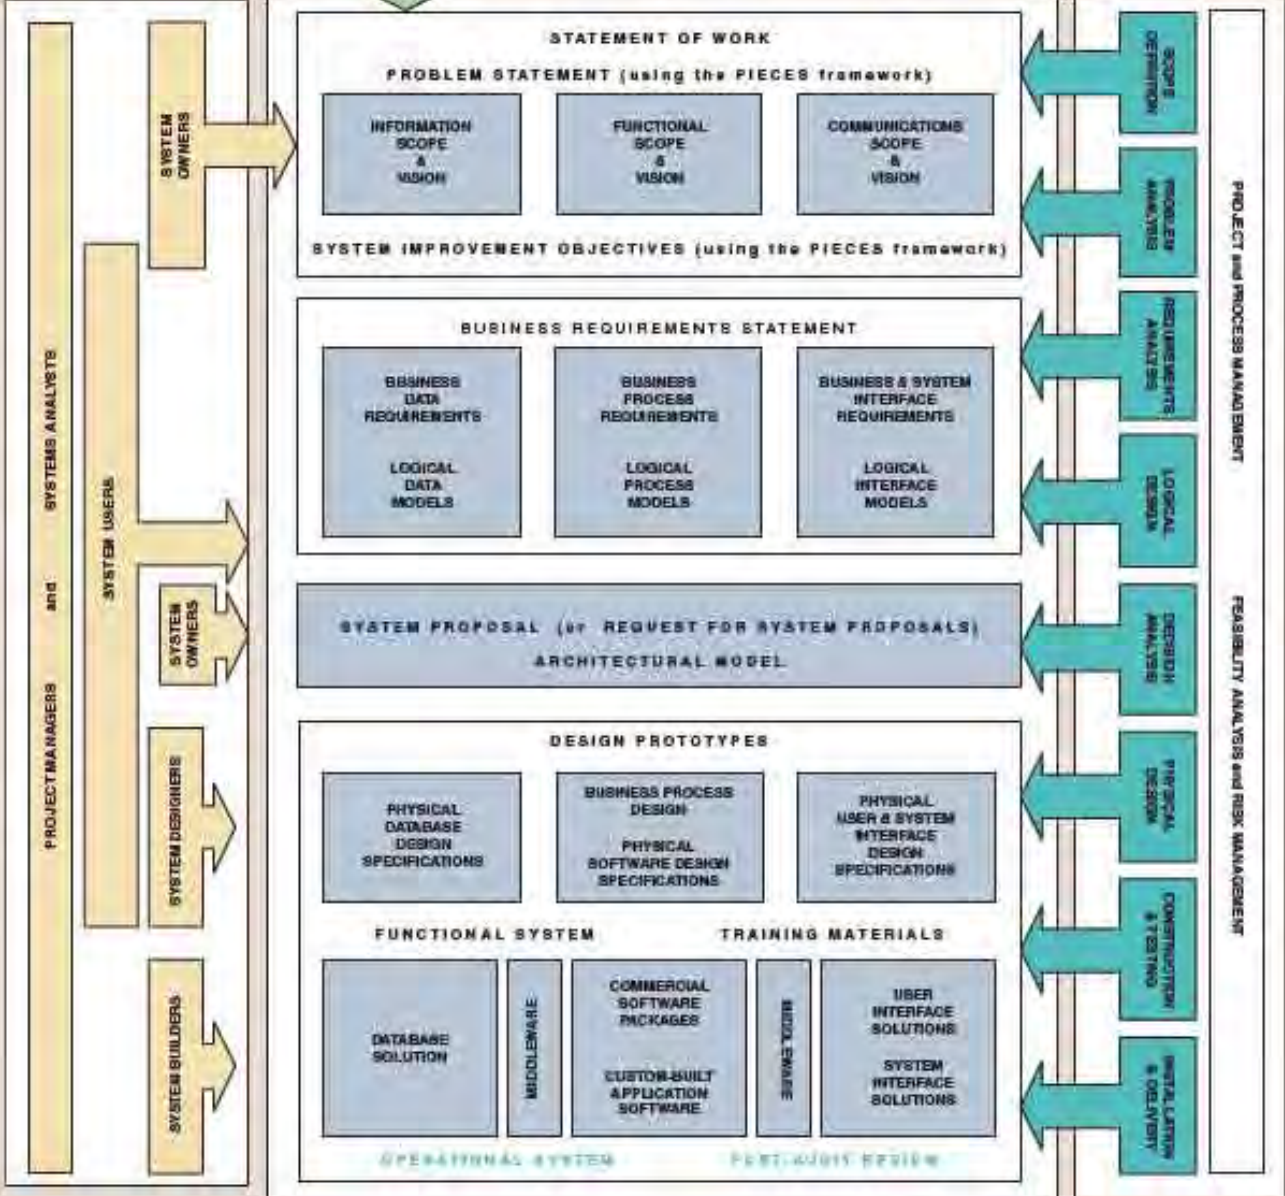 PROJECT MANAGERS and SYSTEMS ANALYSTS
SYSTEM USERS
SYSTEM
OWNERS
SYSTEM
OWNERS
SYSTEM DESIGNERS
SYSTEM BUILDERS
STATEMENT OF WORK
PROBLEM STATEMENT (using the PIECES framework)
INFORMATION
SCOPE
&
VISION
FUNCTIONAL
SCOPE
&
VISION
COMMUNICATIONS
SCOPE
&
VISION
SYSTEM IMPROVEMENT OBJECTIVES (using the PIECES framework)
BUSINESS REQUIREMENTS STATEMENT
BUSINESS
DATA
REQUIREMENTS
LOGICAL
DATA
MODELS
BUSINESS
PROCESS
REQUIREMENTS
LOGICAL
PROCESS
MODELS
BUSINESS & SYSTEM
INTERFACE
REQUIREMENTS
LOGICAL
INTERFACE
MODELS
SYSTEM PROPOSAL (or REQUEST FOR SYSTEM PROPOSALS)
ARCHITECTURAL MODEL
DESIGN PROTOTYPES
PHYSICAL
DATABASE
DESIGN
SPECIFICATIONS
BUSINESS PROCESS
DESIGN
PHYSICAL
SOFTWARE DESIGN
SPECIFICATIONS
PHYSICAL
USER & SYSTEM
INTERFACE
DESIGN
SPECIFICATIONS
FUNCTIONAL SYSTEM
TRAINING MATERIALS
DATABASE
SOLUTION
MIDDLEWARE
COMMERCIAL
SOFTWARE
PACKAGES
CUSTOM-BUILT
APPLICATION
SOFTWARE
MIDDLEWARE
USER
INTERFACE
SOLUTIONS
SYSTEM
INTERFACE
SOLUTIONS
OPERATIONAL SYSTEM
POST-AUDIT REVIEW
SCOPE
DEFINITION
PROBLEM
ANALYSIS
REQUIREMENTS
ANALYSIS
LOGICAL
DESIGN
DECISION
ANALYSIS
PHYSICAL
DESIGN
CONSTRUCTION
& TESTING
INSTALLATION
& DELIVERY
PROJECT and PROCESS MANAGEMENT
FEASIBILITY ANALYSIS and RISK MANAGEMENT